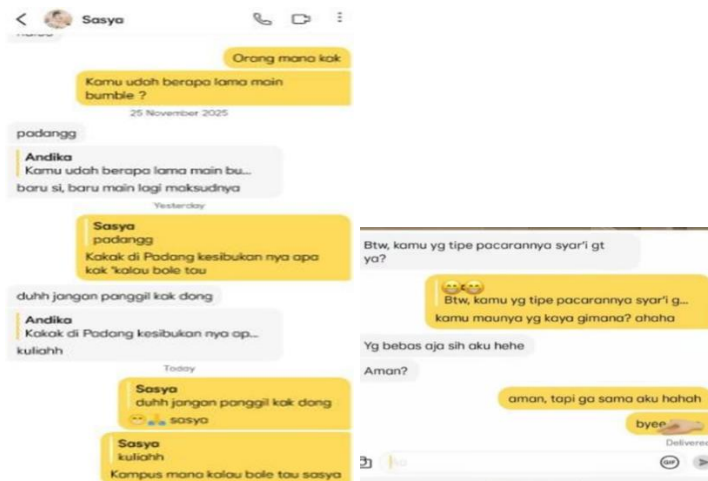 Sasya
Orang mana kak
Kamu udah berapa lama main
bumble ?
25 November 2025
padangg
Andika
Kamu udah berapa lama main bu...
baru si, baru main lagi maksudnya
Yesterday
Sasya
padangg
Kakak di Padang kesibukan nya apa
kak "kalau bole tau
duhh jangan panggil kak dong
Andika
Kakak di Padang kesibukan nya ap...
kuliahh
Today
Sasya
duhh jangan panggil kak dong
😁🙏 sasya
Sasya
kuliahh
Kampus mana kalau bole tau sasya
Btw, kamu yg tipe pacarannya syar'i gt
ya?
Btw, kamu yg tipe pacarannya syar'i g...
kamu maunya yg kaya gimana? ahaha
Yg bebas aja sih aku hehe
Aman?
aman, tapi ga sama aku hahah
byee
Delivered
GIF